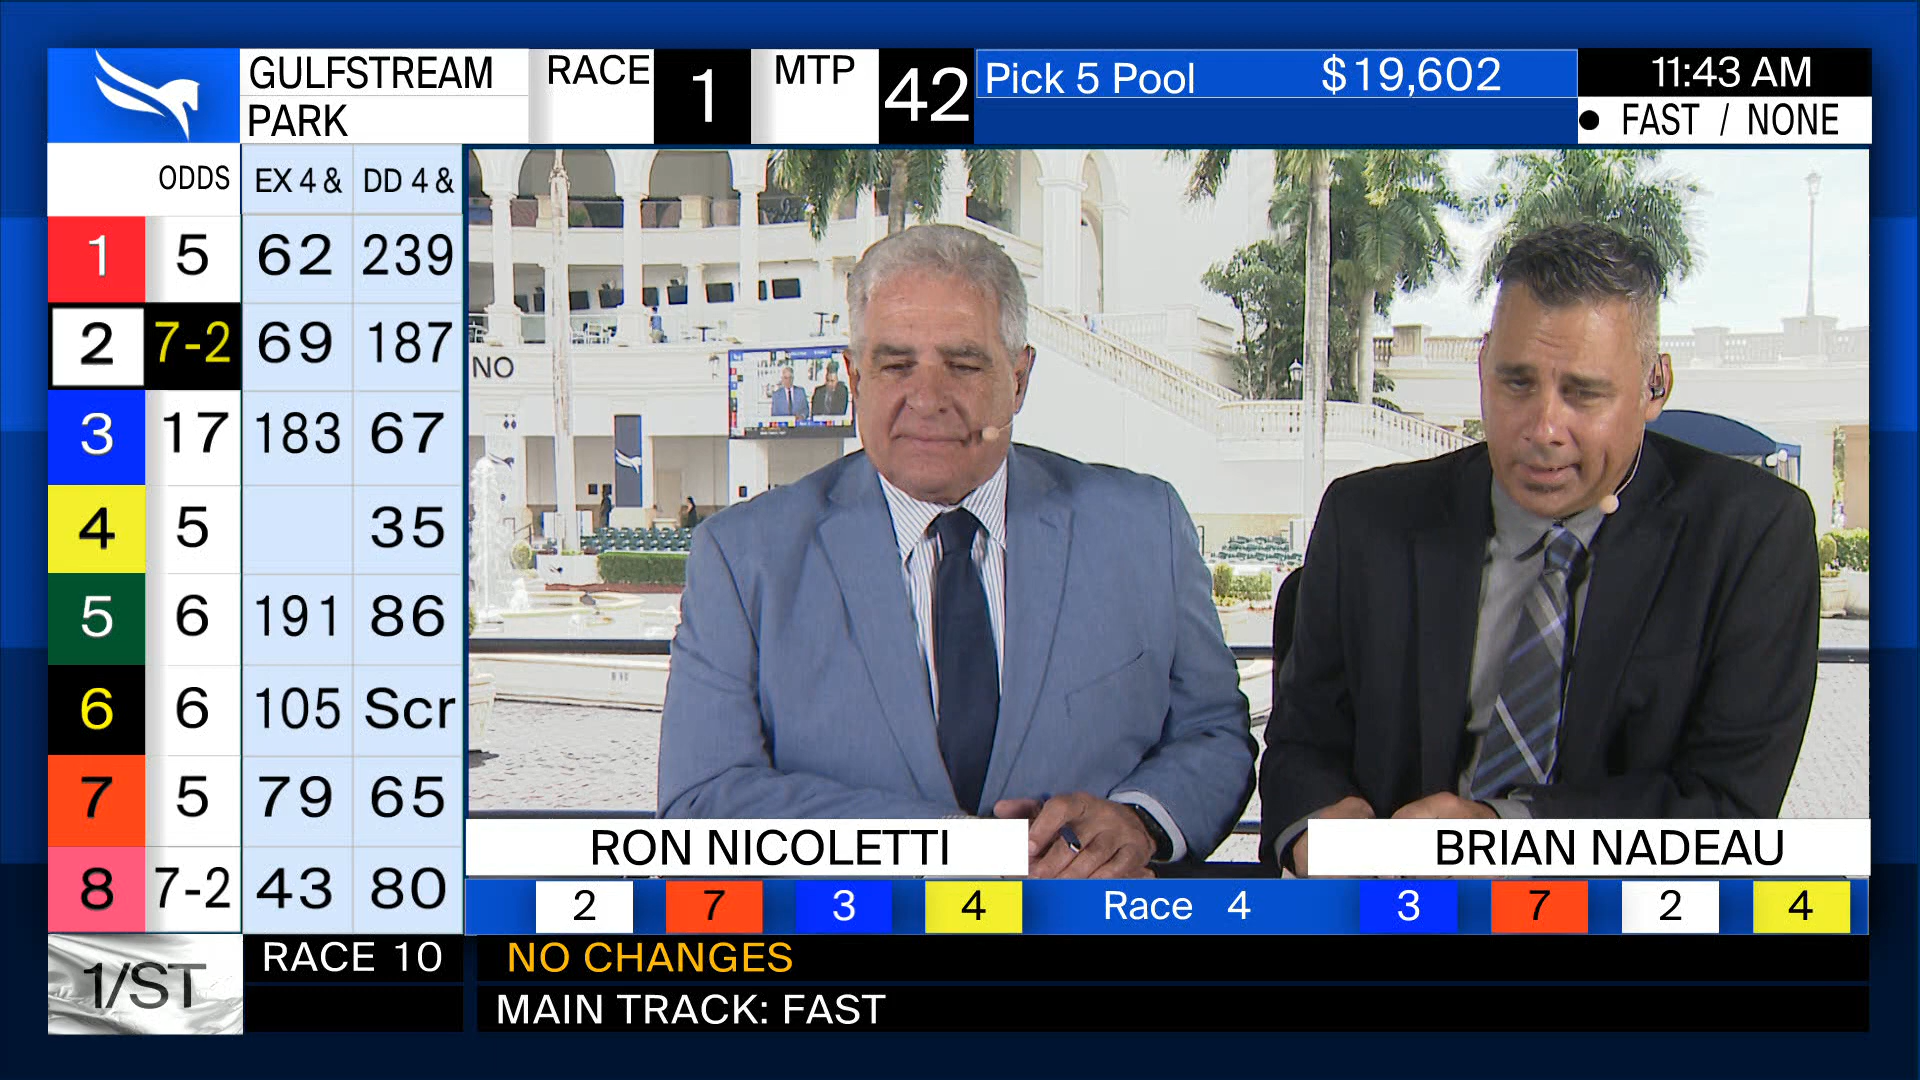 GULFSTREAM
PARK
RACE 1 MTP 42
Pick 5 Pool $19,602
11:43 AM
FAST / NONE
ODDS EX 4 & DD 4 &
1 5 62 239
2 7-2 69 187
3 17 183 67
4 5 35
5 6 191 86
6 6 105 Scr
7 5 79 65
8 7-2 43 80
NO
RON NICOLETTI
BRIAN NADEAU
2 7 3 4 Race 4 3 7 2 4
1/ST
RACE 10
NO CHANGES
MAIN TRACK: FAST